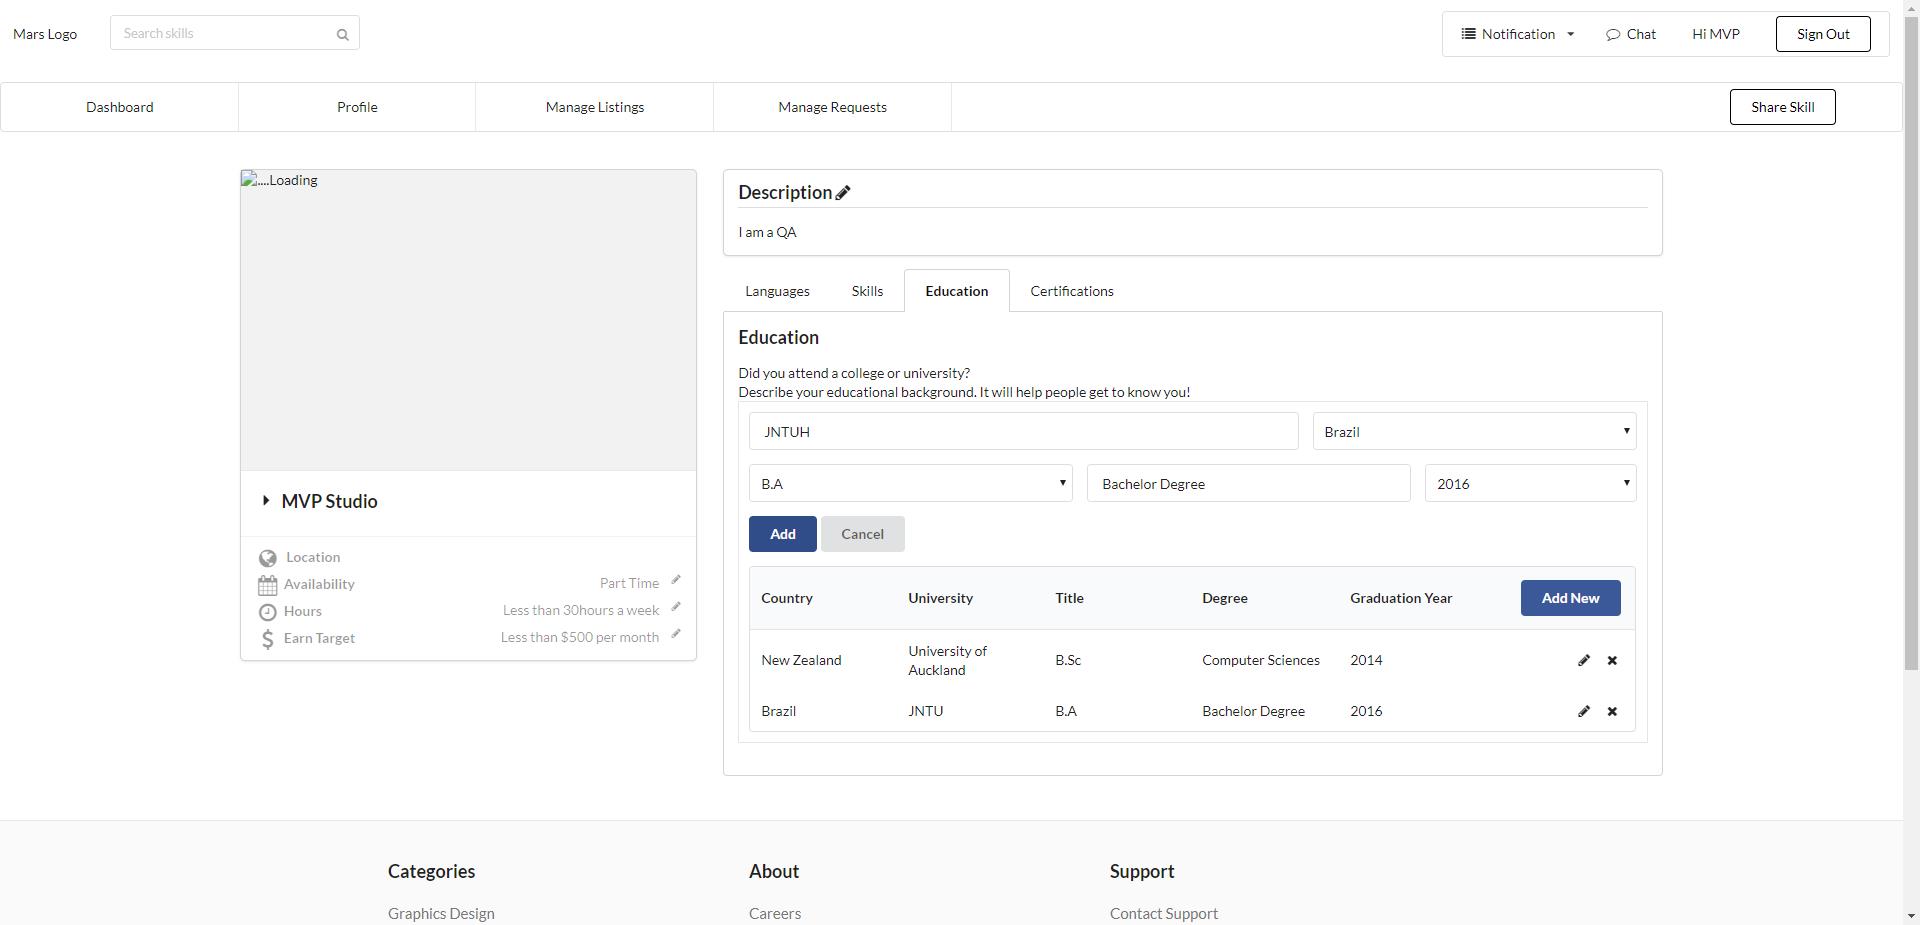 Mars Logo
Search skills
Notification
Chat
Hi MVP
Sign Out
Dashboard
Profile
Manage Listings
Manage Requests
Share Skill
....Loading
MVP Studio
Location
Availability
Part Time
Hours
Less than 30hours a week
Earn Target
Less than $500 per month
Description
I am a QA
Languages
Skills
Education
Certifications
Education
Did you attend a college or university?
Describe your educational background. It will help people get to know you!
JNTUH
Brazil
B.A
Bachelor Degree
2016
Add
Cancel
Country
University
Title
Degree
Graduation Year
Add New
New Zealand
University of
Auckland
B.Sc
Computer Sciences
2014
Brazil
JNTU
B.A
Bachelor Degree
2016
Categories
About
Support
Graphics Design
Careers
Contact Support